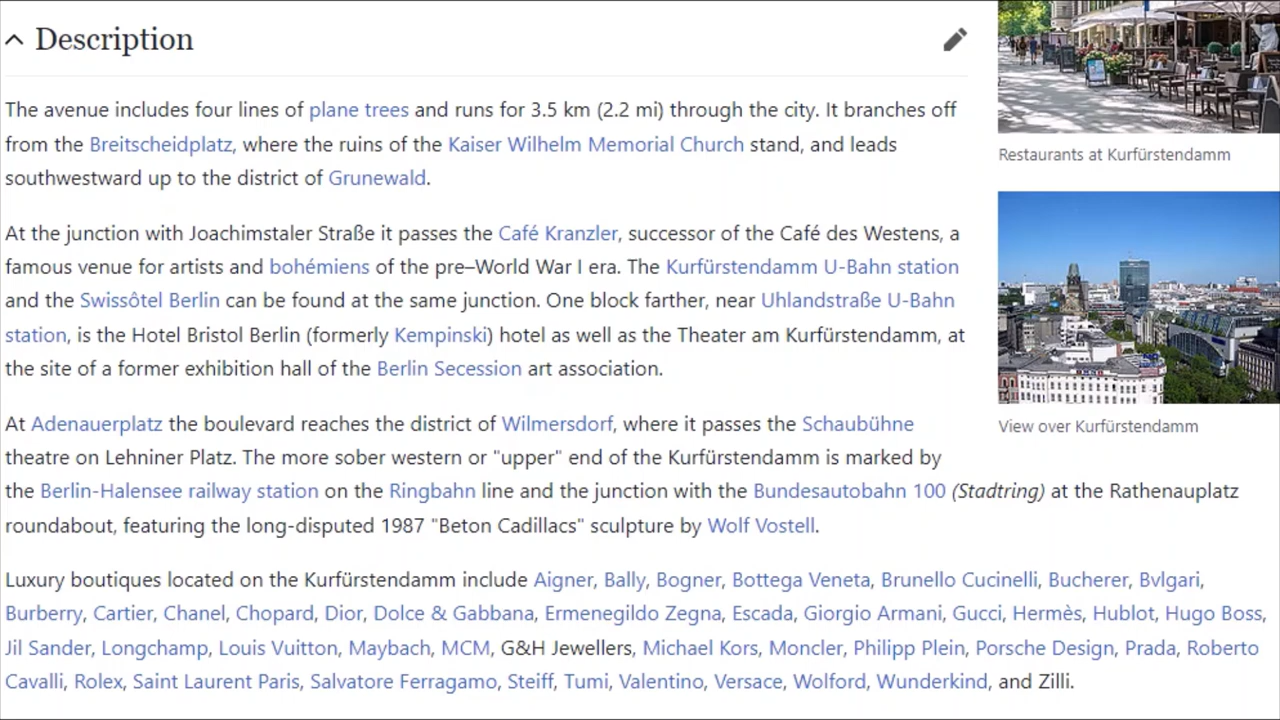 Description
The avenue includes four lines of plane trees and runs for 3.5 km (2.2 mi) through the city. It branches off
from the Breitscheidplatz, where the ruins of the Kaiser Wilhelm Memorial Church stand, and leads
southwestward up to the district of Grunewald.
At the junction with Joachimstaler Straße it passes the Café Kranzler, successor of the Café des Westens, a
famous venue for artists and bohémiens of the pre–World War I era. The Kurfürstendamm U-Bahn station
and the Swissôtel Berlin can be found at the same junction. One block farther, near Uhlandstraße U-Bahn
station, is the Hotel Bristol Berlin (formerly Kempinski) hotel as well as the Theater am Kurfürstendamm, at
the site of a former exhibition hall of the Berlin Secession art association.
At Adenauerplatz the boulevard reaches the district of Wilmersdorf, where it passes the Schaubühne
theatre on Lehniner Platz. The more sober western or "upper" end of the Kurfürstendamm is marked by
the Berlin-Halensee railway station on the Ringbahn line and the junction with the Bundesautobahn 100 (Stadtring) at the Rathenauplatz
roundabout, featuring the long-disputed 1987 "Beton Cadillacs" sculpture by Wolf Vostell.
Luxury boutiques located on the Kurfürstendamm include Aigner, Bally, Bogner, Bottega Veneta, Brunello Cucinelli, Bucherer, Bvlgari,
Burberry, Cartier, Chanel, Chopard, Dior, Dolce & Gabbana, Ermenegildo Zegna, Escada, Giorgio Armani, Gucci, Hermès, Hublot, Hugo Boss,
Jil Sander, Longchamp, Louis Vuitton, Maybach, MCM, G&H Jewellers, Michael Kors, Moncler, Philipp Plein, Porsche Design, Prada, Roberto
Cavalli, Rolex, Saint Laurent Paris, Salvatore Ferragamo, Steiff, Tumi, Valentino, Versace, Wolford, Wunderkind, and Zilli.
Restaurants at Kurfürstendamm
View over Kurfürstendamm